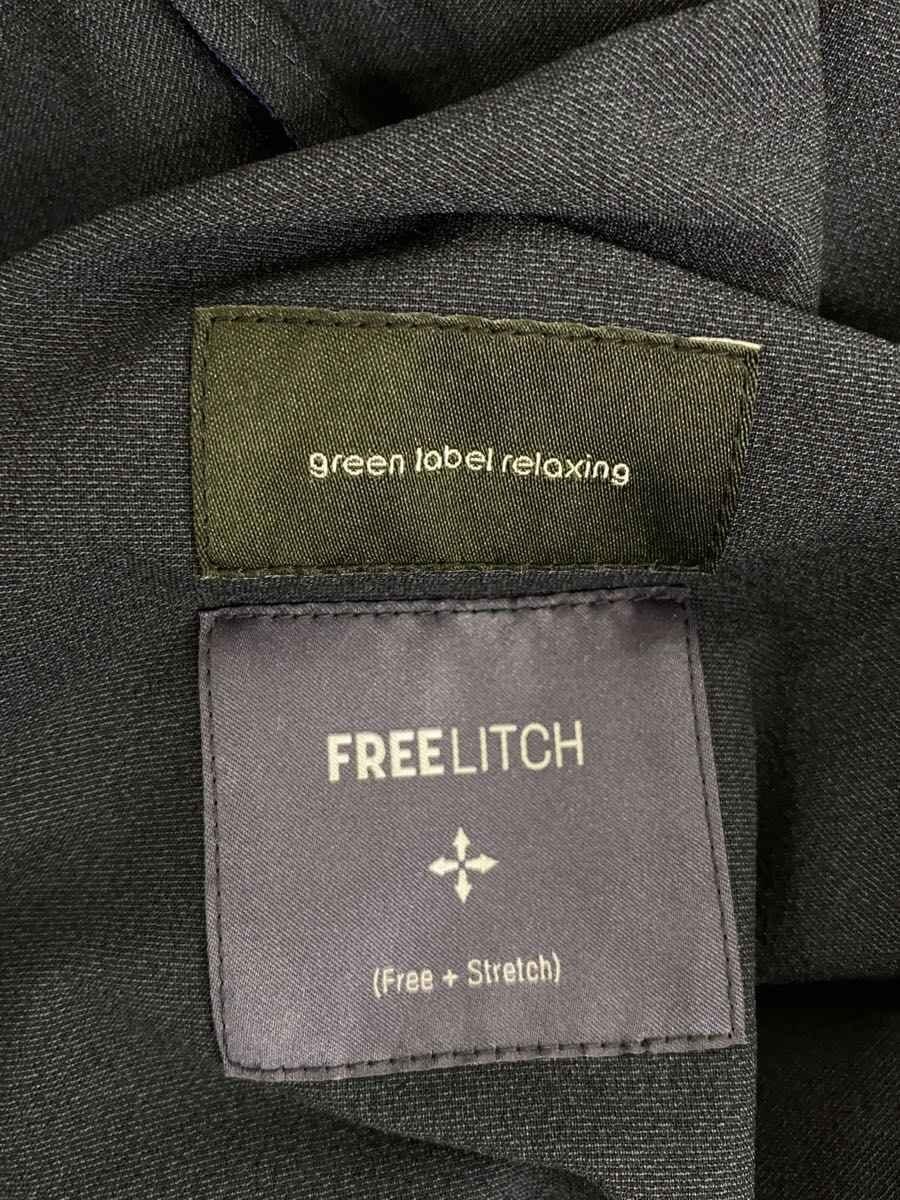 green label relaxing
FREELITCH
(Free + Stretch)